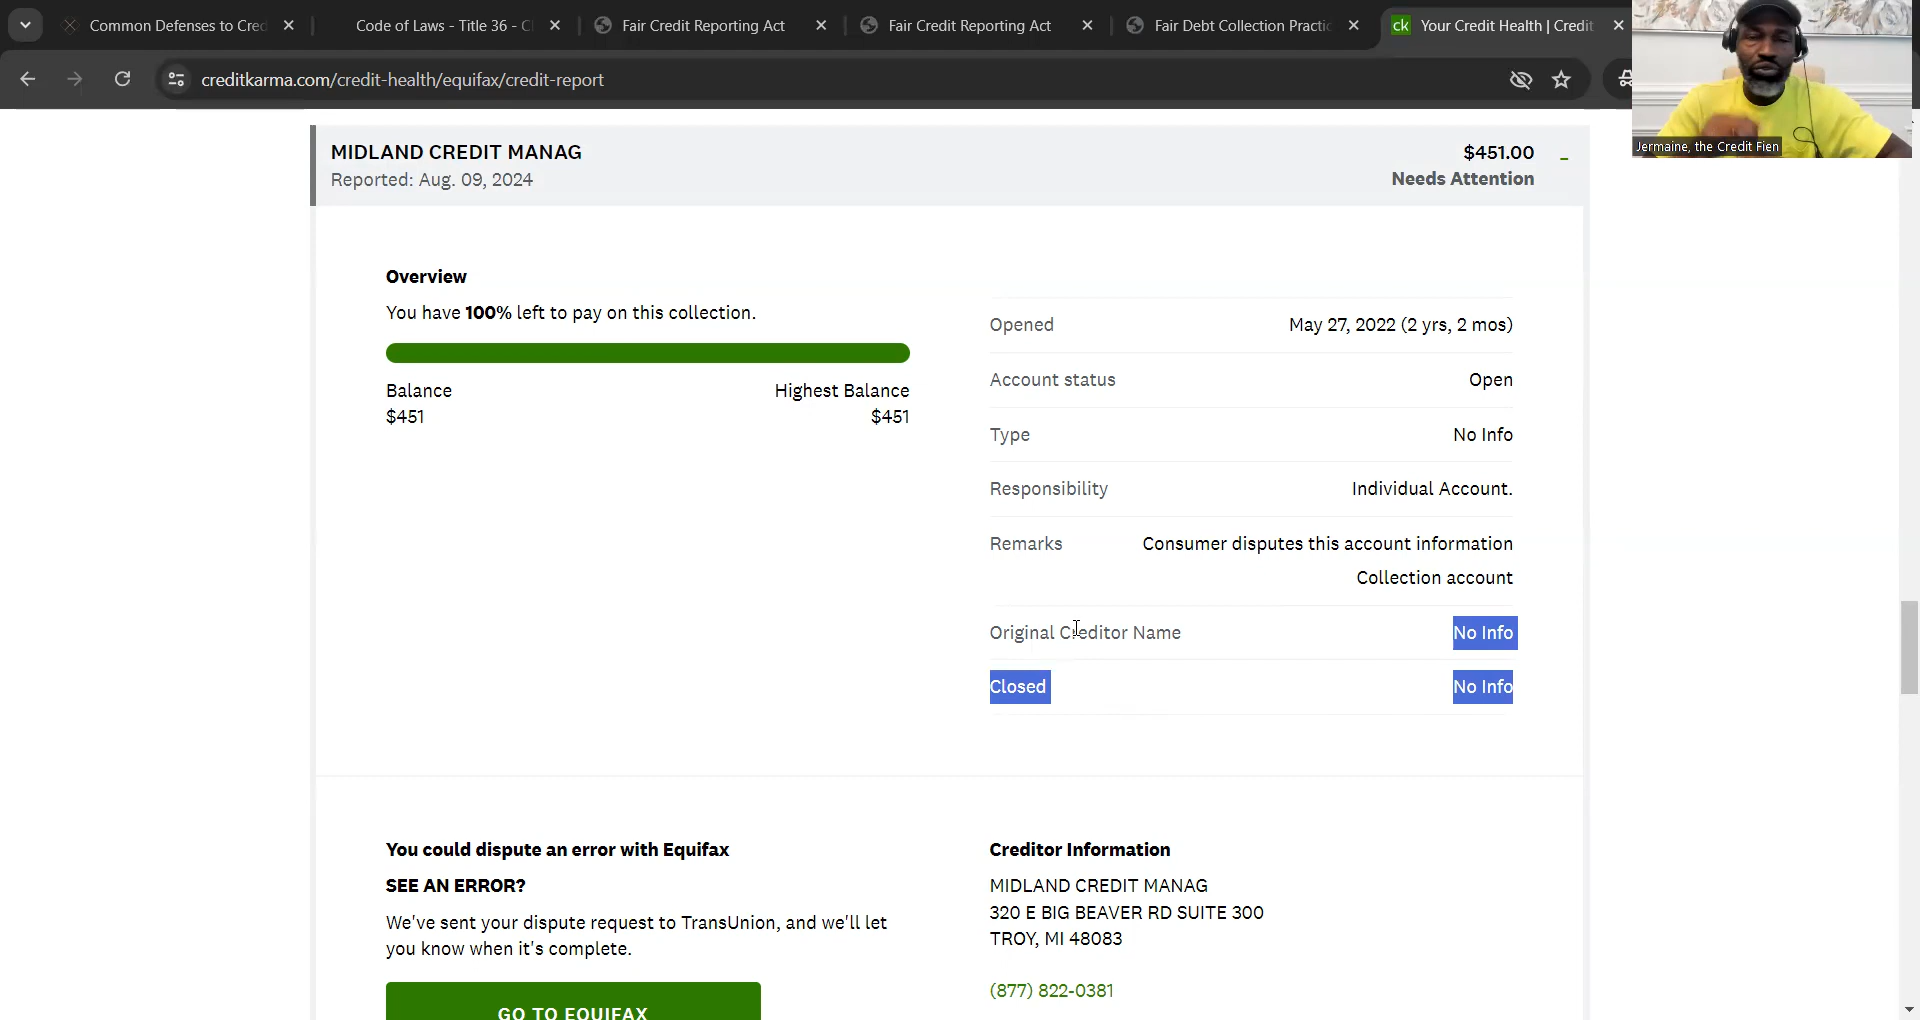 Common Defenses to Cred
Code of Laws - Title 36 - C
Fair Credit Reporting Act
Fair Credit Reporting Act
Fair Debt Collection Practic
ck
Your Credit Health | Credit
creditkarma.com/credit-health/equifax/credit-report
Jermaine, the Credit Fien
MIDLAND CREDIT MANAG
Reported: Aug. 09, 2024
$451.00
Needs Attention
Overview
You have 100% left to pay on this collection.
Balance
$451
Highest Balance
$451
Opened May 27, 2022 (2 yrs, 2 mos)
Account status Open
Type No Info
Responsibility Individual Account.
Remarks Consumer disputes this account information
Collection account
Original Creditor Name No Info
Closed No Info
You could dispute an error with Equifax
SEE AN ERROR?
We've sent your dispute request to TransUnion, and we'll let
you know when it's complete.
GO TO EQUIFAX
Creditor Information
MIDLAND CREDIT MANAG
320 E BIG BEAVER RD SUITE 300
TROY, MI 48083
(877) 822-0381